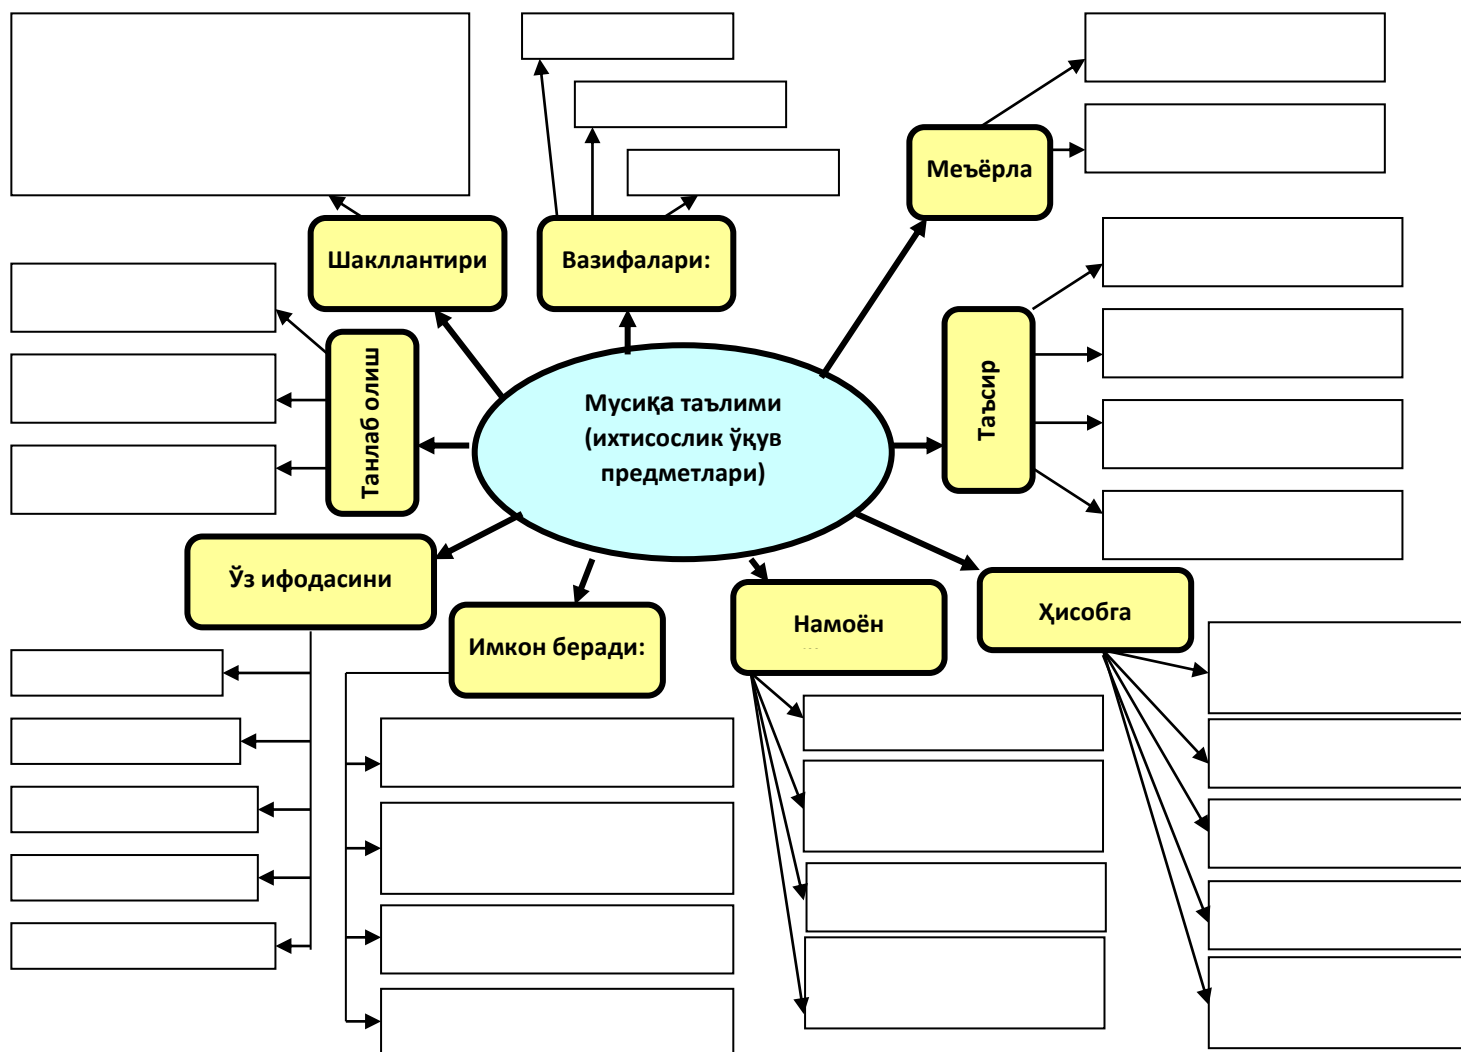 Меъёрла
Шакллантири
Вазифалари:
Танлаб олиш
Мусиқа таълими
(ихтисослик ўқув
предметлари)
Таъсир
Ўз ифодасини
Имкон беради:
Намоён
Ҳисобга